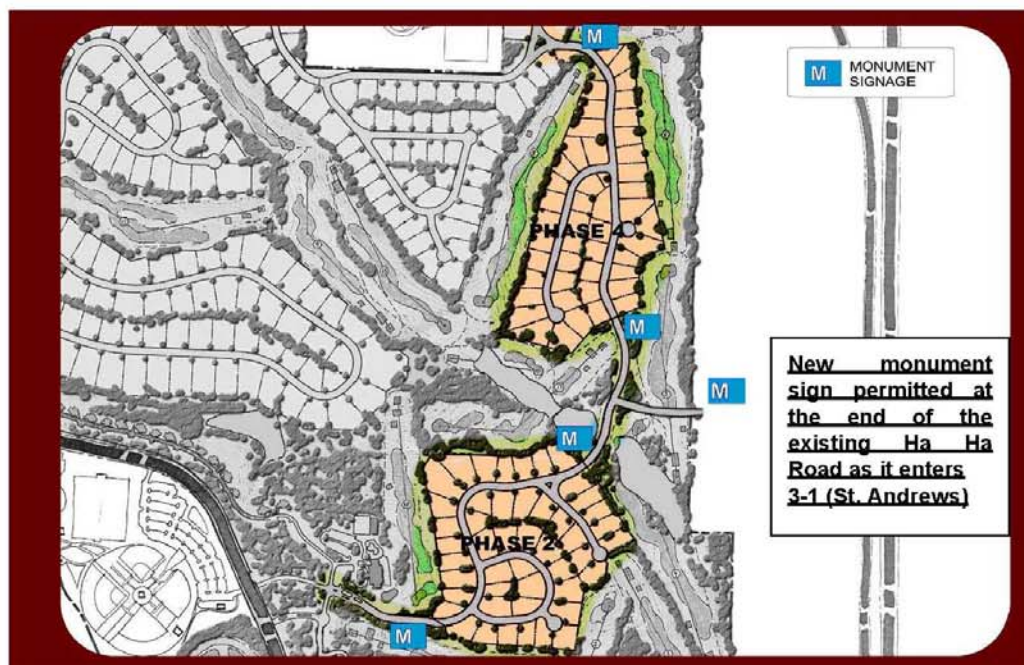 M
M MONUMENT
SIGNAGE
PHASE 4
M
M
New monument
sign permitted at
the end of the
existing Ha Ha
Road as it enters
3-1 (St. Andrews)
M
PHASE 2
M